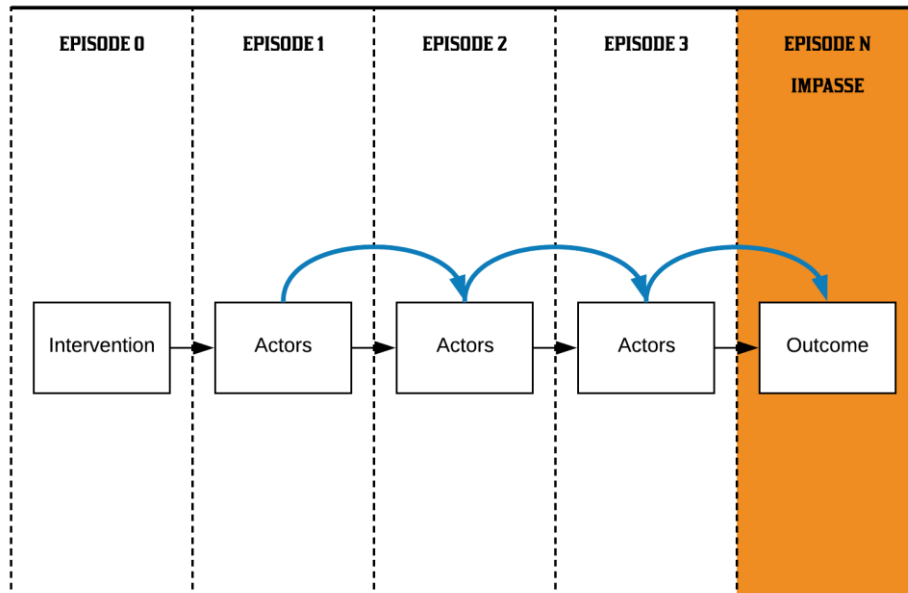 EPISODE 0
EPISODE 1
EPISODE 2
EPISODE 3
EPISODE N
IMPASSE
Intervention
Actors
Actors
Actors
Outcome